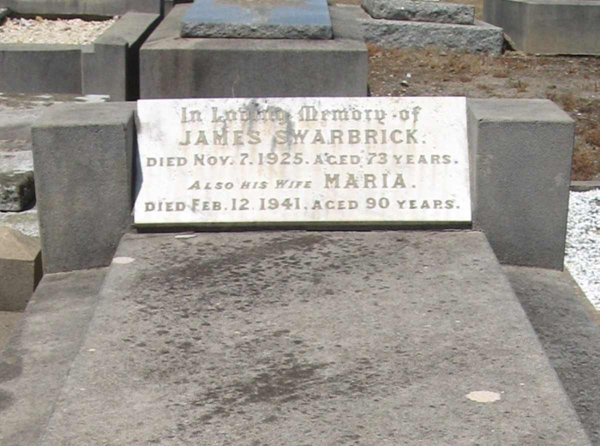 In Loving Memory of
JAMES SWARBRICK.
DIED NOV. 7. 1925. AGED 73 YEARS.
ALSO HIS WIFE MARIA.
DIED FEB. 12. 1941. AGED 90 YEARS.